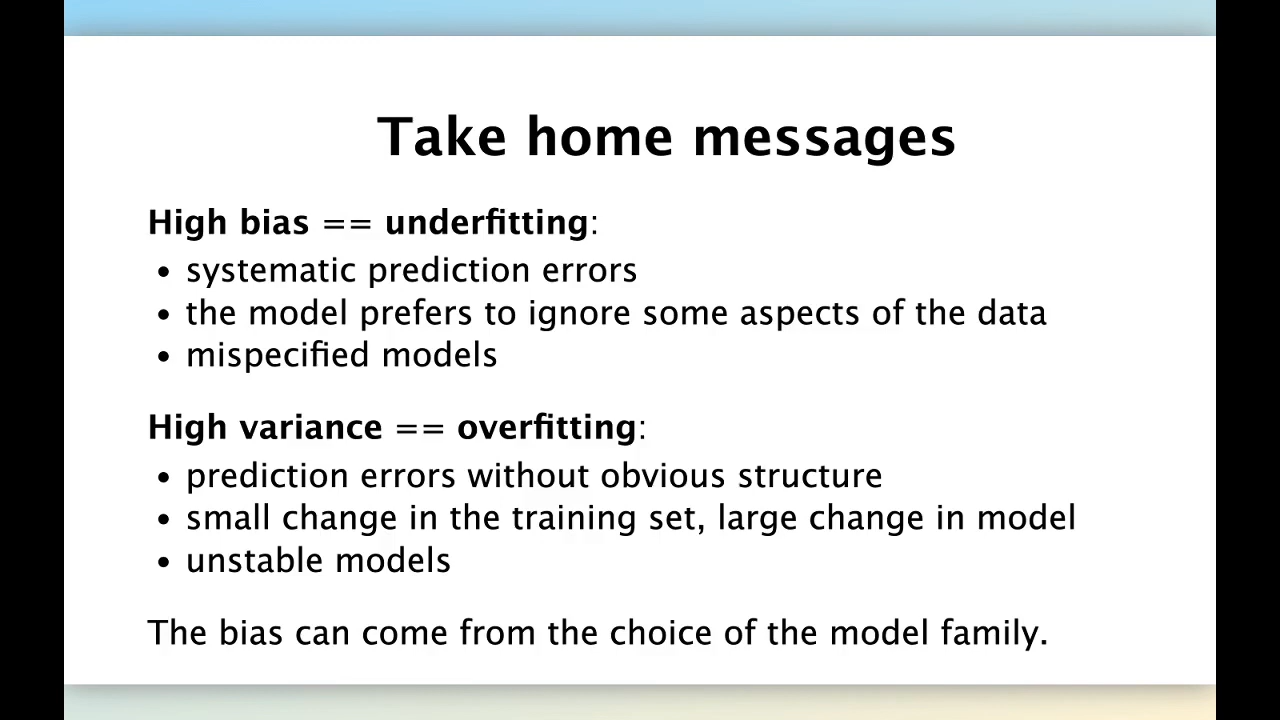 Take home messages
High bias == underfitting:
• systematic prediction errors
• the model prefers to ignore some aspects of the data
• mispecified models
High variance == overfitting:
• prediction errors without obvious structure
• small change in the training set, large change in model
• unstable models
The bias can come from the choice of the model family.